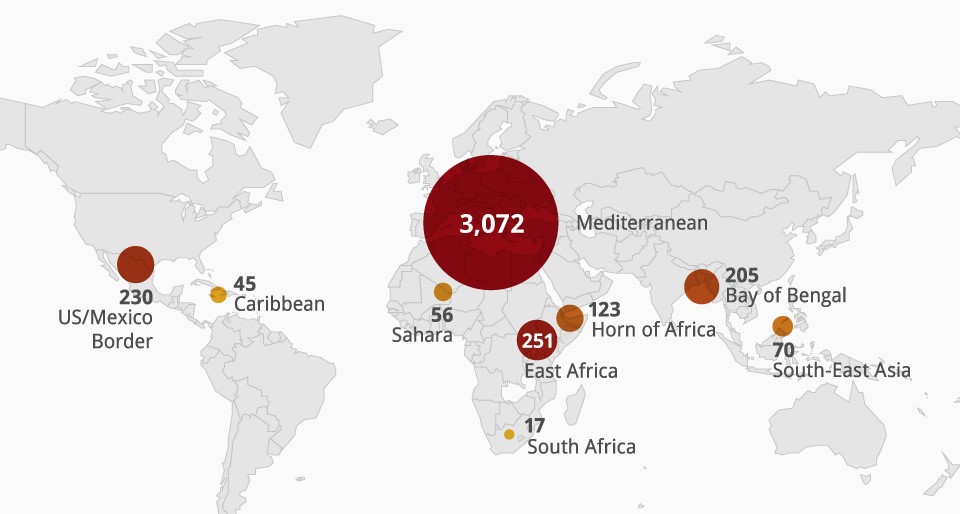 3,072
Mediterranean
230
US/Mexico
Border
45
Caribbean
56
Sahara
123
Horn of Africa
251
East Africa
205
Bay of Bengal
70
South-East Asia
17
South Africa